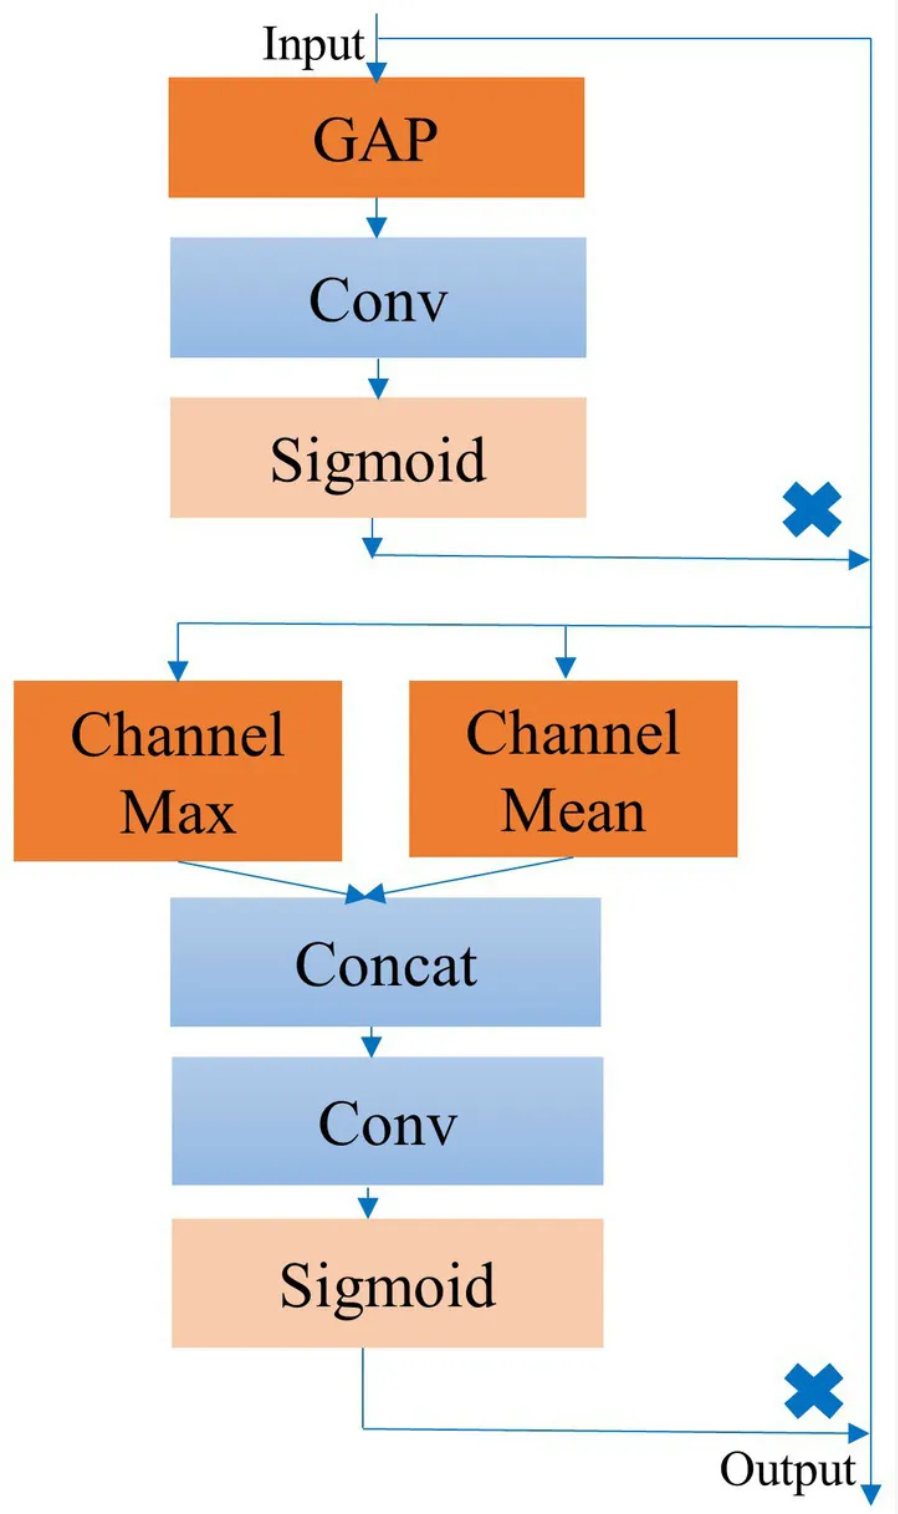 Input
GAP
Conv
Sigmoid
Channel
Max
Channel
Mean
Concat
Conv
Sigmoid
Output